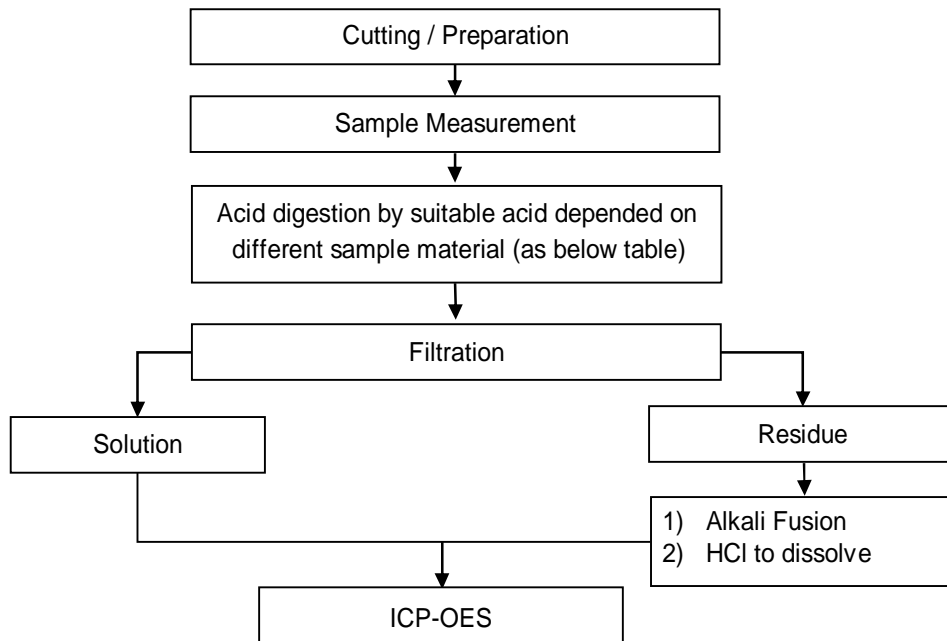 Cutting / Preparation
Sample Measurement
Acid digestion by suitable acid depended on
different sample material (as below table)
Filtration
Solution
Residue
1) Alkali Fusion
2) HCl to dissolve
ICP-OES